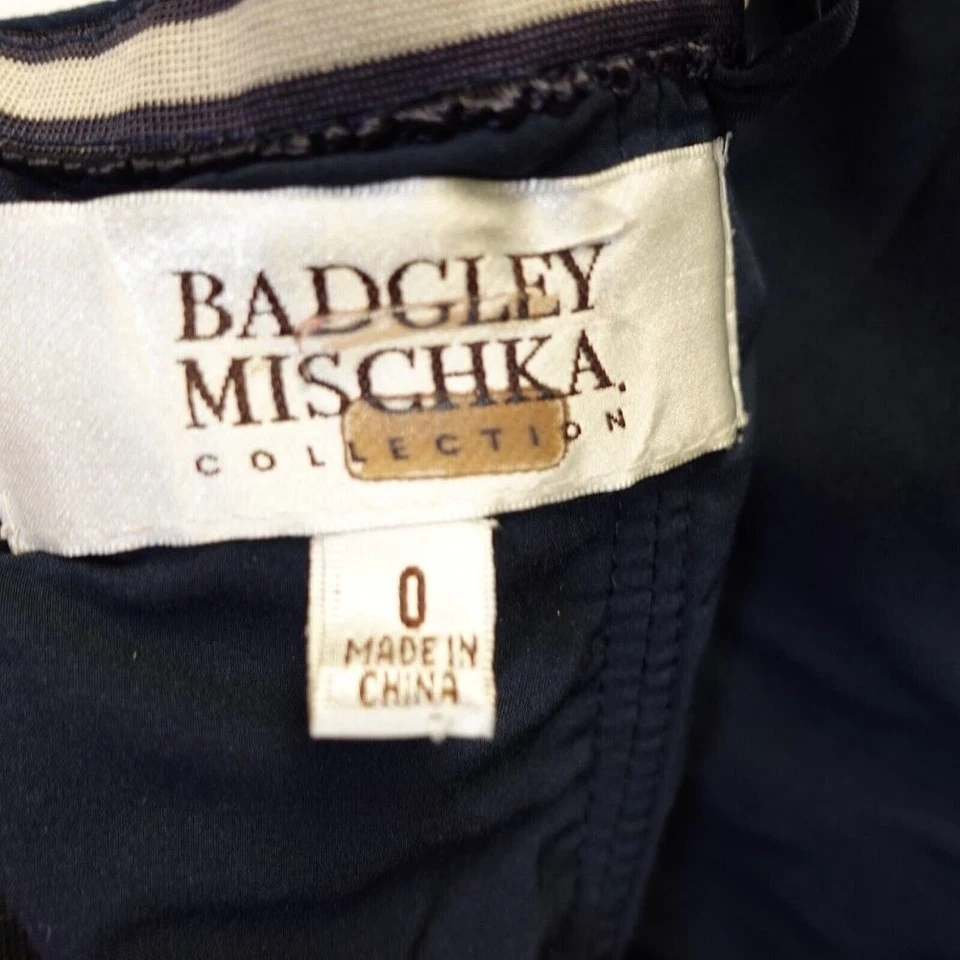 BADGLEY
MISCHKA.
COLLECTION
0
MADE IN
CHINA